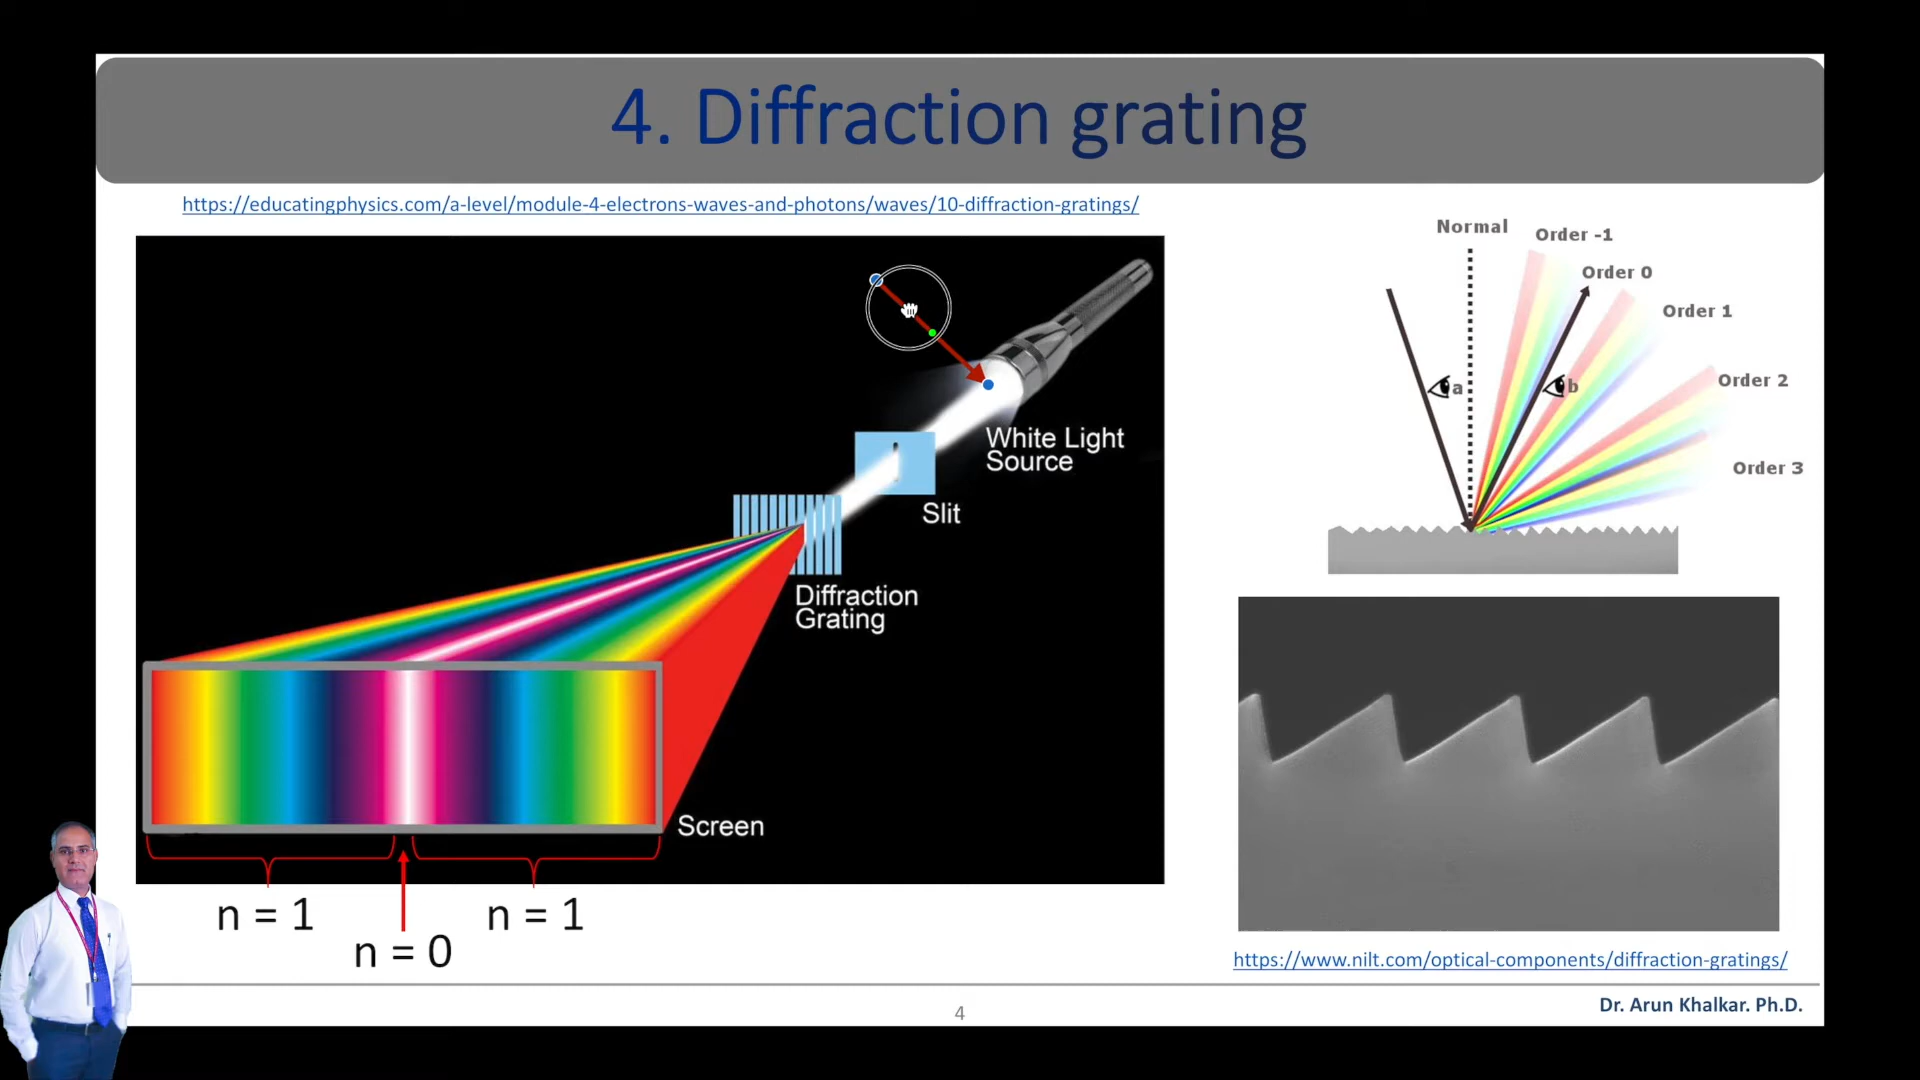 4. Diffraction grating
https://educatingphysics.com/a-level/module-4-electrons-waves-and-photons/waves/10-diffraction-gratings/
White Light
Source
Slit
Diffraction
Grating
Screen
n = 1
n = 0
n = 1
Normal
Order -1
Order 0
Order 1
Order 2
Order 3
a
b
https://www.nilt.com/optical-components/diffraction-gratings/
4
Dr. Arun Khalkar. Ph.D.